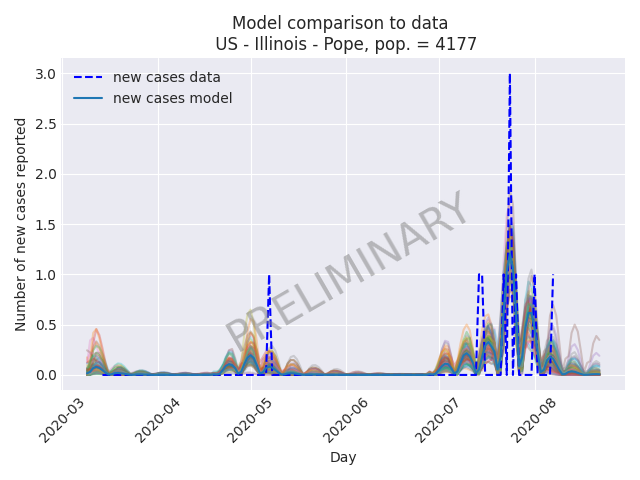 Model comparison to data
US - Illinois - Pope, pop. = 4177
new cases data
new cases model
3.0
2.5
2.0
1.5
1.0
0.5
0.0
Number of new cases reported
PRELIMINARY
2020-03
2020-04
2020-05
2020-06
2020-07
2020-08
Day